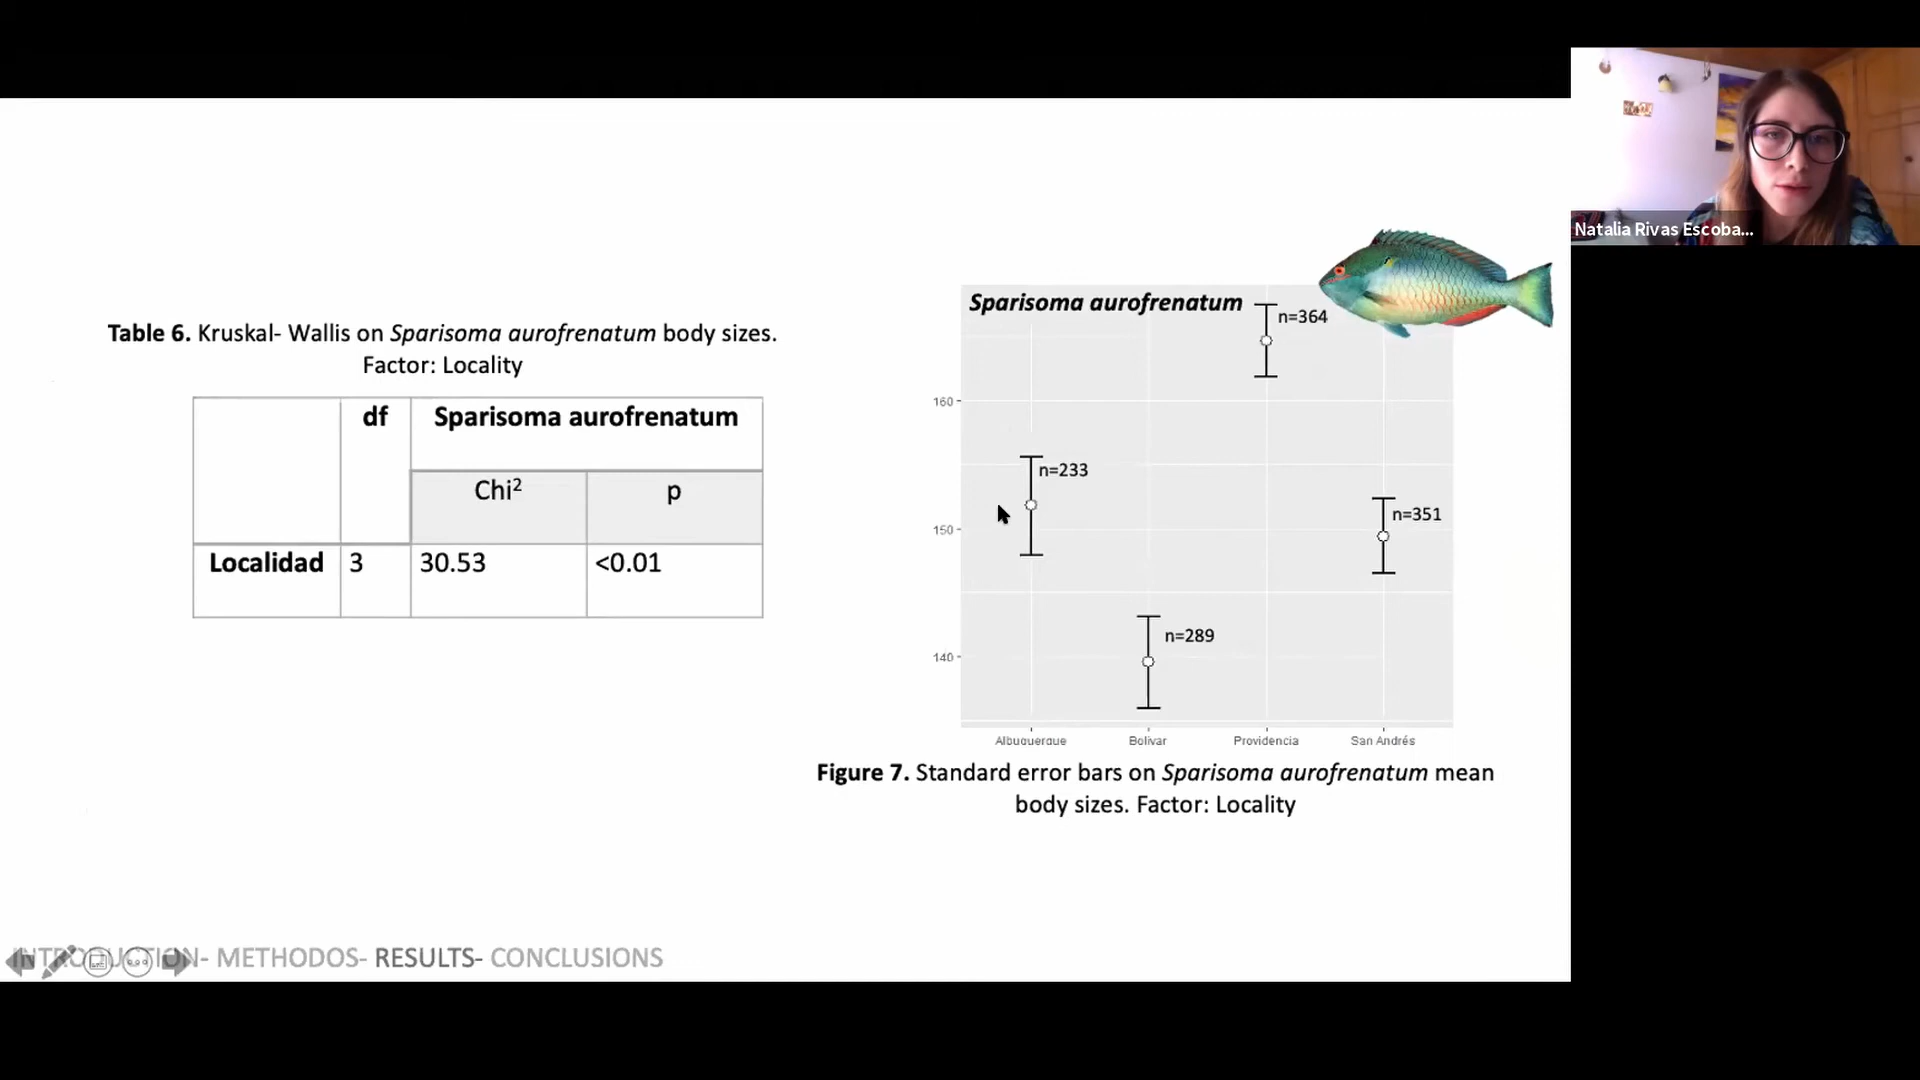 Natalia Rivas Escoba...
Table 6. Kruskal- Wallis on Sparisoma aurofrenatum body sizes.
Factor: Locality
df
Sparisoma aurofrenatum
Chi²
p
Localidad
3
30.53
<0.01
Sparisoma aurofrenatum
n=364
160
n=233
150
n=351
140
n=289
Albuquerque
Bolivar
Providencia
San Andrés
Figure 7. Standard error bars on Sparisoma aurofrenatum mean
body sizes. Factor: Locality
INTRODUCTION- METHODOS- RESULTS- CONCLUSIONS